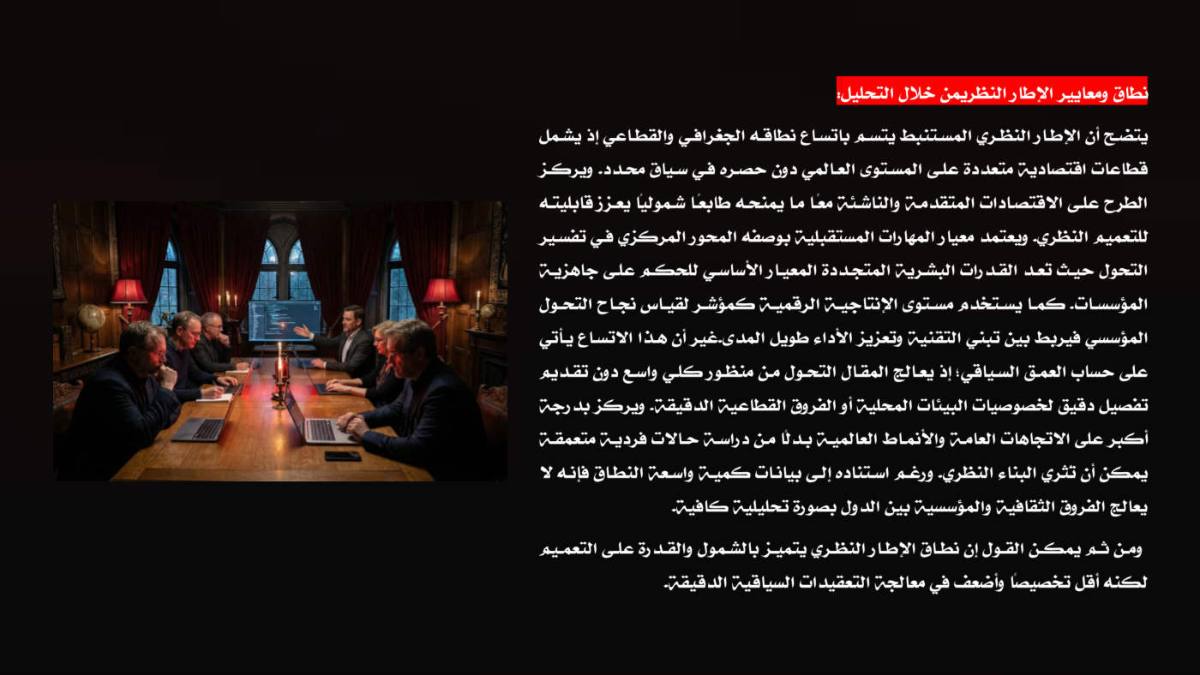 نطاق ومعايير الإطار النظريمن خلال التحليل:
يتضح أن الإطار النظري المستنبط يتسم باتساع نطاقه الجغرافي والقطاعي إذ يشمل
قطاعات اقتصادية متعددة على المستوى العالمي دون حصره في سياق محدد. ويركز
الطرح على الاقتصادات المتقدمة والناشئة معًا ما يمنحه طابعًا شموليًا يعزز قابليته
للتعميم النظري. ويعتمد معيار المهارات المستقبلية بوصفه المحور المركزي في تفسير
التحول حيث تُعد القدرات البشرية المتجددة المعيار الأساسي للحكم على جاهزية
المؤسسات. كما يستخدم مستوى الإنتاجية الرقمية كمؤشر لقياس نجاح التحول
المؤسسي فيربط بين تبني التقنية وتعزيز الأداء طويل المدى.غير أن هذا الاتساع يأتي
على حساب العمق السياقي؛ إذ يعالج المقال التحول من منظور كلي واسع دون تقديم
تفصيل دقيق لخصوصيات البيئات المحلية أو الفروق القطاعية الدقيقة. ويركز بدرجة
أكبر على الاتجاهات العامة والأنماط العالمية بدلًا من دراسة حالات فردية متعمقة
يمكن أن تثري البناء النظري. ورغم استناده إلى بيانات كمية واسعة النطاق فإنه لا
يعالج الفروق الثقافية والمؤسسية بين الدول بصورة تحليلية كافية.
ومن ثم يمكن القول إن نطاق الإطار النظري يتميز بالشمول والقدرة على التعميم
لكنه أقل تخصيصًا وأضعف في معالجة التعقيدات السياقية الدقيقة.